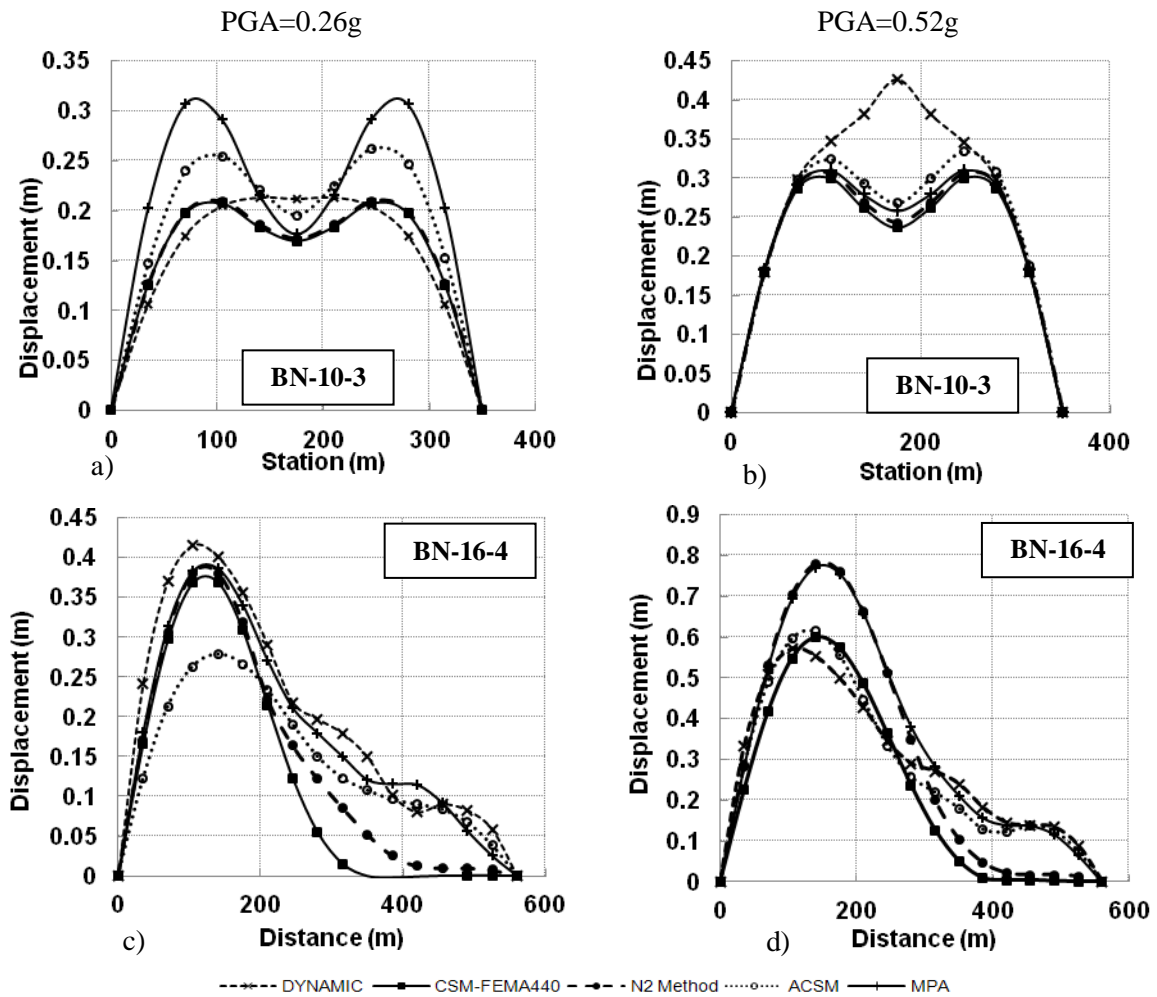 PGA=0.26g
PGA=0.52g
0.35
0.3
0.25
0.2
0.15
0.1
0.05
0
Displacement (m)
BN-10-3
0 100 200 300 400
Station (m)
a)
0.45
0.4
0.35
0.3
0.25
0.2
0.15
0.1
0.05
0
Displacement (m)
BN-10-3
0 200 400
Station (m)
b)
0.45
0.4
0.35
0.3
0.25
0.2
0.15
0.1
0.05
0
Displacement (m)
BN-16-4
0 200 400 600
Distance (m)
c)
0.9
0.8
0.7
0.6
0.5
0.4
0.3
0.2
0.1
0
Displacement (m)
BN-16-4
0 200 400 600
Distance (m)
d)
DYNAMIC CSM-FEMA440 N2 Method ACSM MPA